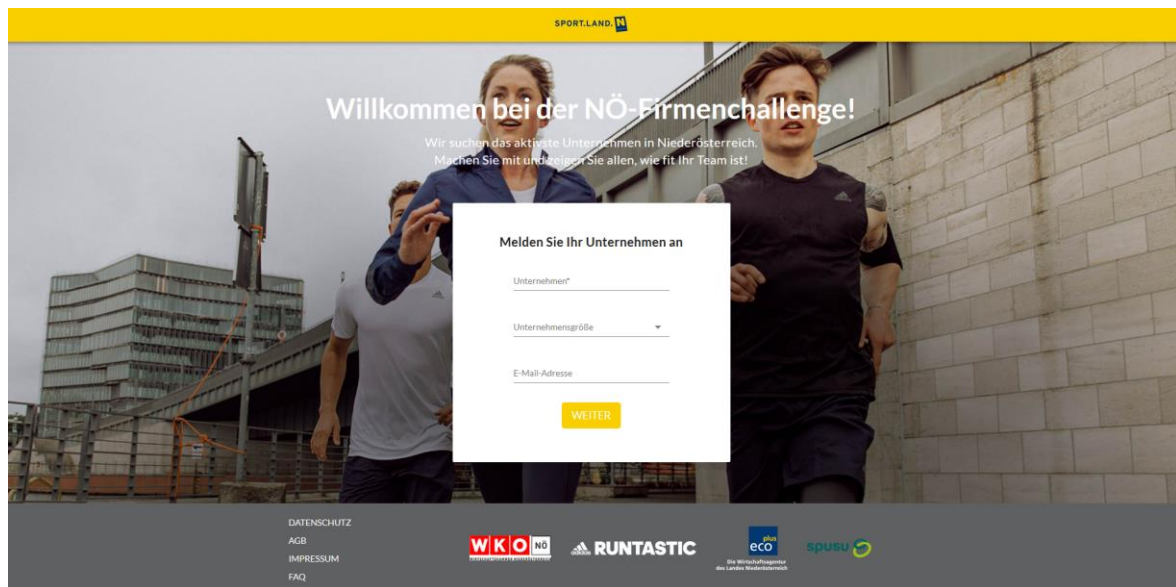 SPORT.LAND.N
Willkommen bei der NÖ-Firmenchallenge!
Wir suchen das aktivste Unternehmen in Niederösterreich.
Machen Sie mit und zeigen Sie allen, wie fit Ihr Team ist!
Melden Sie Ihr Unternehmen an
Unternehmen*
Unternehmensgröße
E-Mail-Adresse
WEITER
DATENSCHUTZ
AGB
IMPRESSUM
FAQ
WKO NÖ
adidas RUNTASTIC
ecoplus
Die Wirtschaftsagentur
des Landes Niederösterreich
spusu